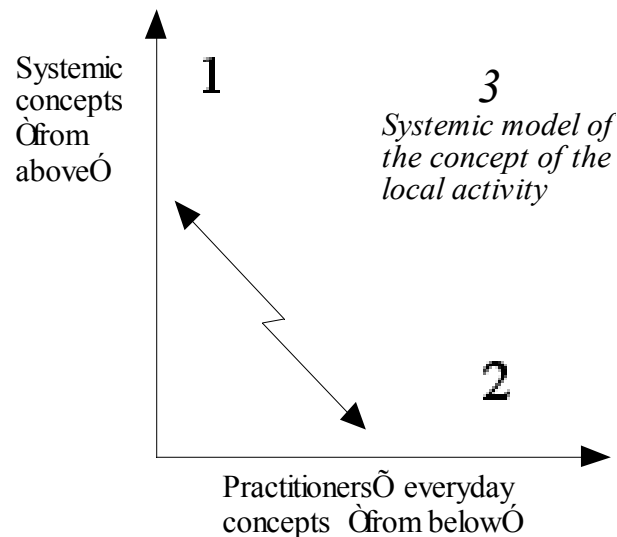 1
Systemic
concepts
Òfrom
aboveÓ
3
Systemic model of
the concept of the
local activity
2
PractitionersÕ everyday
concepts Òfrom belowÓ